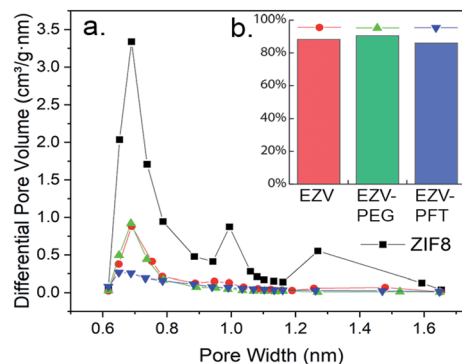 a.
b.
3.5
3.0
2.5
2.0
1.5
1.0
0.5
0.0
Differential Pore Volume (cm³/g·nm)
0.6 0.8 1.0 1.2 1.4 1.6
Pore Width (nm)
100%
80%
60%
40%
20%
0%
EZV EZV-PEG EZV-PFT
ZIF8